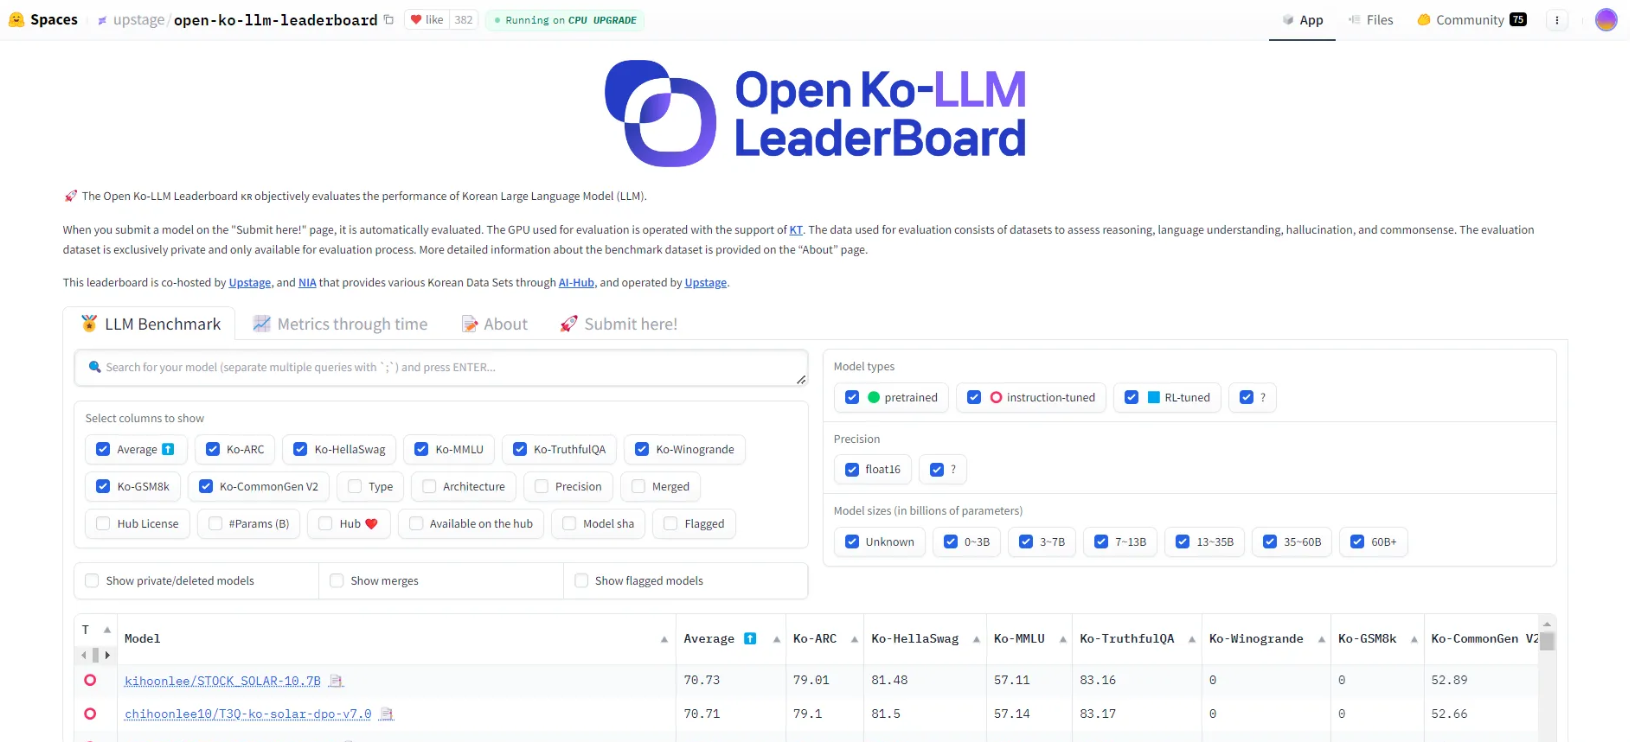 Spaces upstage/open-ko-llm-leaderboard like 382 Running on CPU UPGRADE App Files Community 75
Open Ko-LLM
LeaderBoard
🚀 The Open Ko-LLM Leaderboard KR objectively evaluates the performance of Korean Large Language Model (LLM).
When you submit a model on the "Submit here!" page, it is automatically evaluated. The GPU used for evaluation is operated with the support of KT. The data used for evaluation consists of datasets to assess reasoning, language understanding, hallucination, and commonsense. The evaluation
dataset is exclusively private and only available for evaluation process. More detailed information about the benchmark dataset is provided on the “About” page.
This leaderboard is co-hosted by Upstage, and NIA that provides various Korean Data Sets through AI-Hub, and operated by Upstage.
🏅 LLM Benchmark 📈 Metrics through time 📝 About 🚀 Submit here!
🔍 Search for your model (separate multiple queries with `;`) and press ENTER...
Select columns to show
Average ⬆️ Ko-ARC Ko-HellaSwag Ko-MMLU Ko-TruthfulQA Ko-Winogrande
Ko-GSM8k Ko-CommonGen V2 Type Architecture Precision Merged
Hub License #Params (B) Hub ❤️ Available on the hub Model sha Flagged
Show private/deleted models Show merges Show flagged models
Model types
pretrained instruction-tuned RL-tuned ?
Precision
float16 ?
Model sizes (in billions of parameters)
Unknown 0~3B 3~7B 7~13B 13~35B 35~60B 60B+
T Model Average ⬆️ Ko-ARC Ko-HellaSwag Ko-MMLU Ko-TruthfulQA Ko-Winogrande Ko-GSM8k Ko-CommonGen V2
kihoonlee/STOCK_SOLAR-10.7B 70.73 79.01 81.48 57.11 83.16 0 0 52.89
chihoonlee10/T3Q-ko-solar-dpo-v7.0 70.71 79.1 81.5 57.14 83.17 0 0 52.66